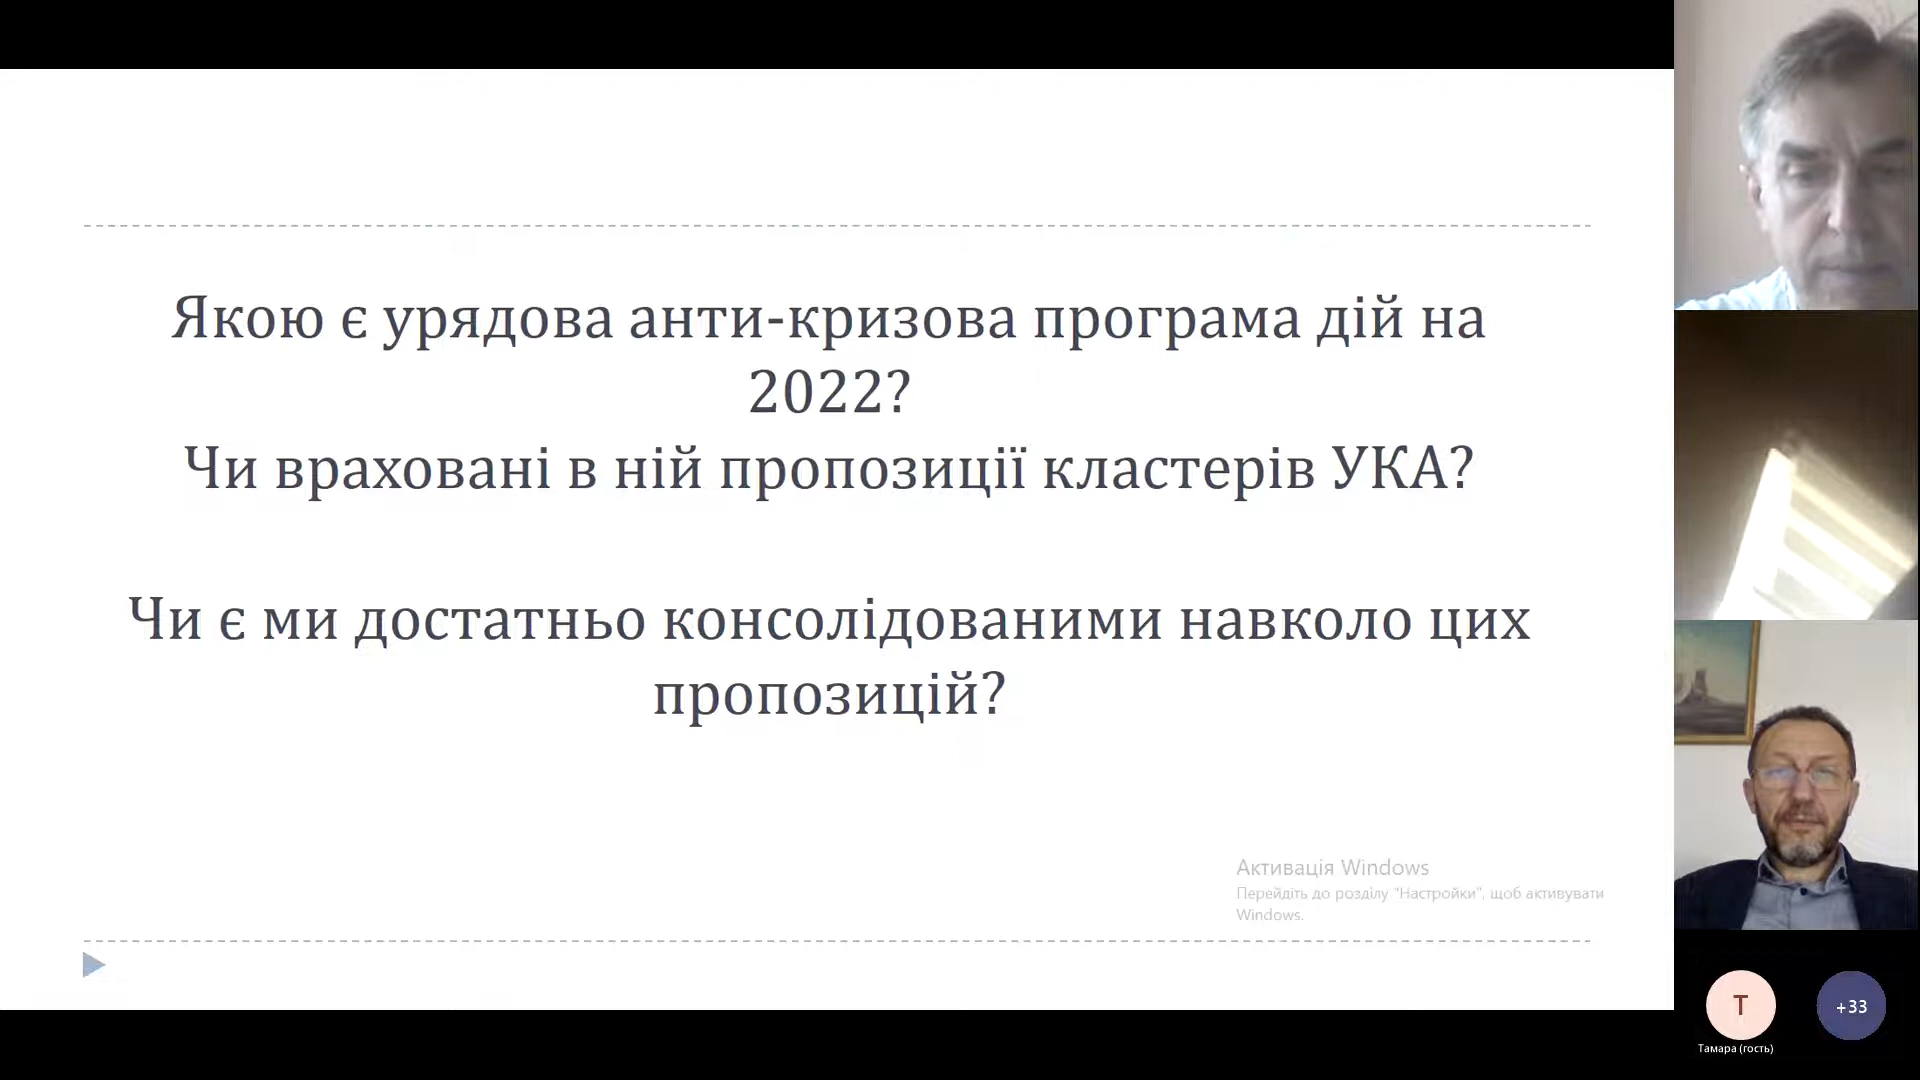 Якою є урядова анти-кризова програма дій на
2022?
Чи враховані в ній пропозиції кластерів УКА?
Чи є ми достатньо консолідованими навколо цих
пропозицій?
Активація Windows
Перейдіть до розділу "Настройки", щоб активувати
Windows.
T
+33
Тамара (гость)